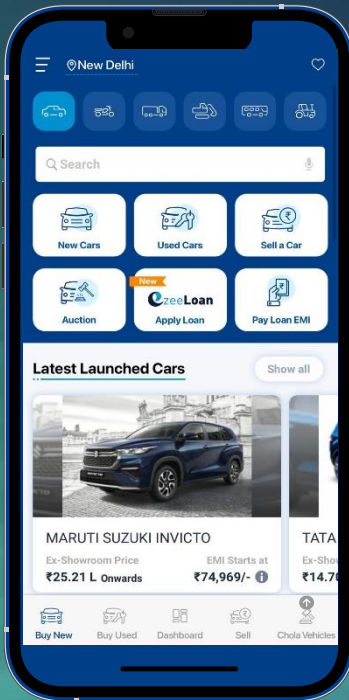 New Delhi
Search
New Cars
Used Cars
Sell a Car
New
ezeeLoan
Auction
Apply Loan
Pay Loan EMI
Latest Launched Cars
Show all
MARUTI SUZUKI INVICTO
TATA
Ex-Showroom Price
EMI Starts at
Ex-Sho
₹25.21 L Onwards
₹74,969/-
₹14.70
Buy New
Buy Used
Dashboard
Sell
Chola Vehicles